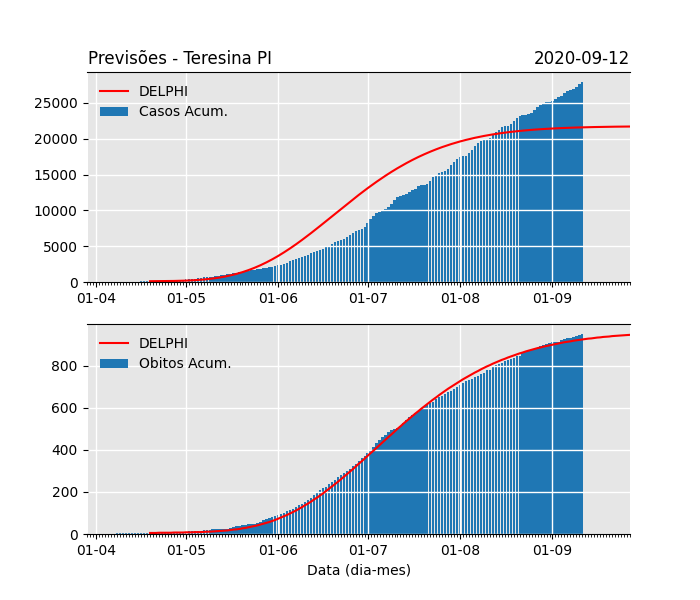 Previsões - Teresina PI 2020-09-12
DELPHI
Casos Acum.
25000
20000
15000
10000
5000
0
01-04 01-05 01-06 01-07 01-08 01-09
DELPHI
Obitos Acum.
800
600
400
200
0
01-04 01-05 01-06 01-07 01-08 01-09
Data (dia-mes)